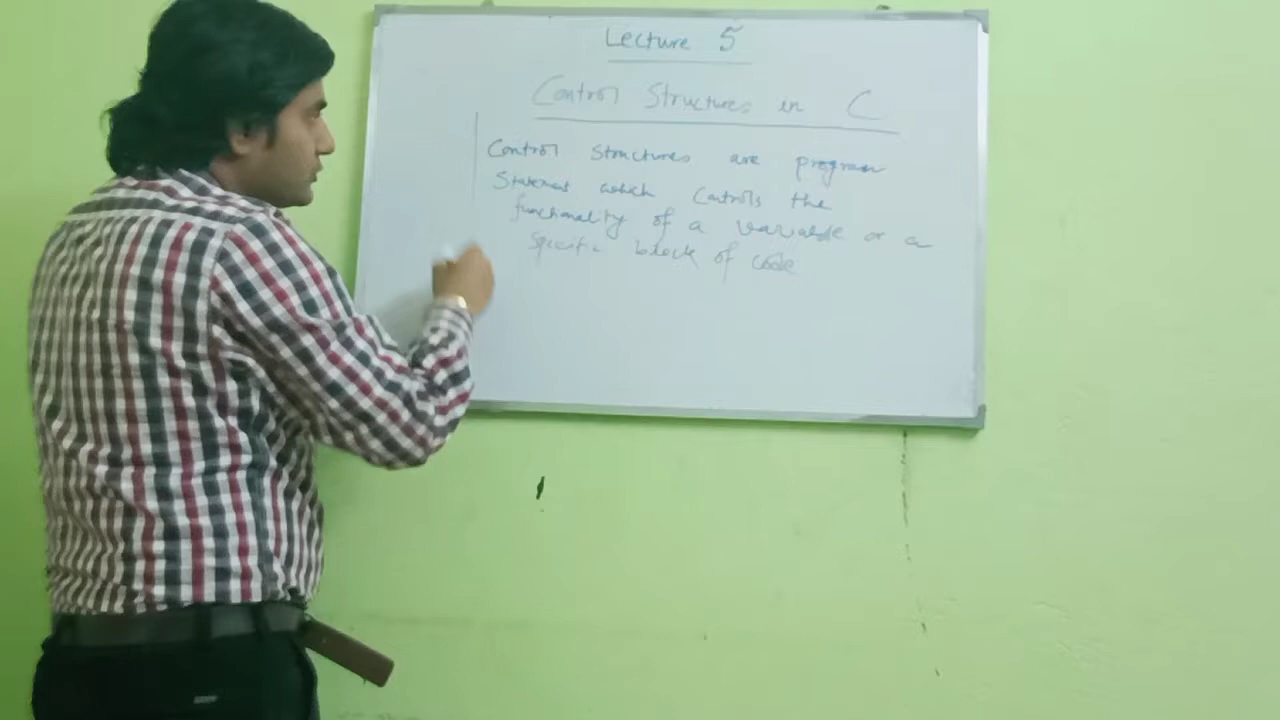 Lecture 5
Control Structures in C
Control structures are program
Statement which Controls the
functionality of a variable or a
specific block of code